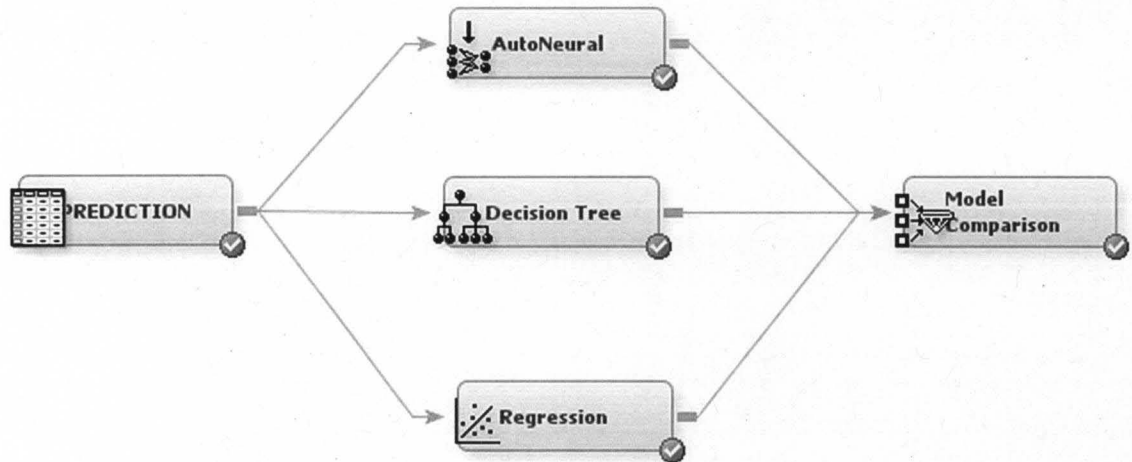 AutoNeural
PREDICTION
Decision Tree
Model
Comparison
Regression